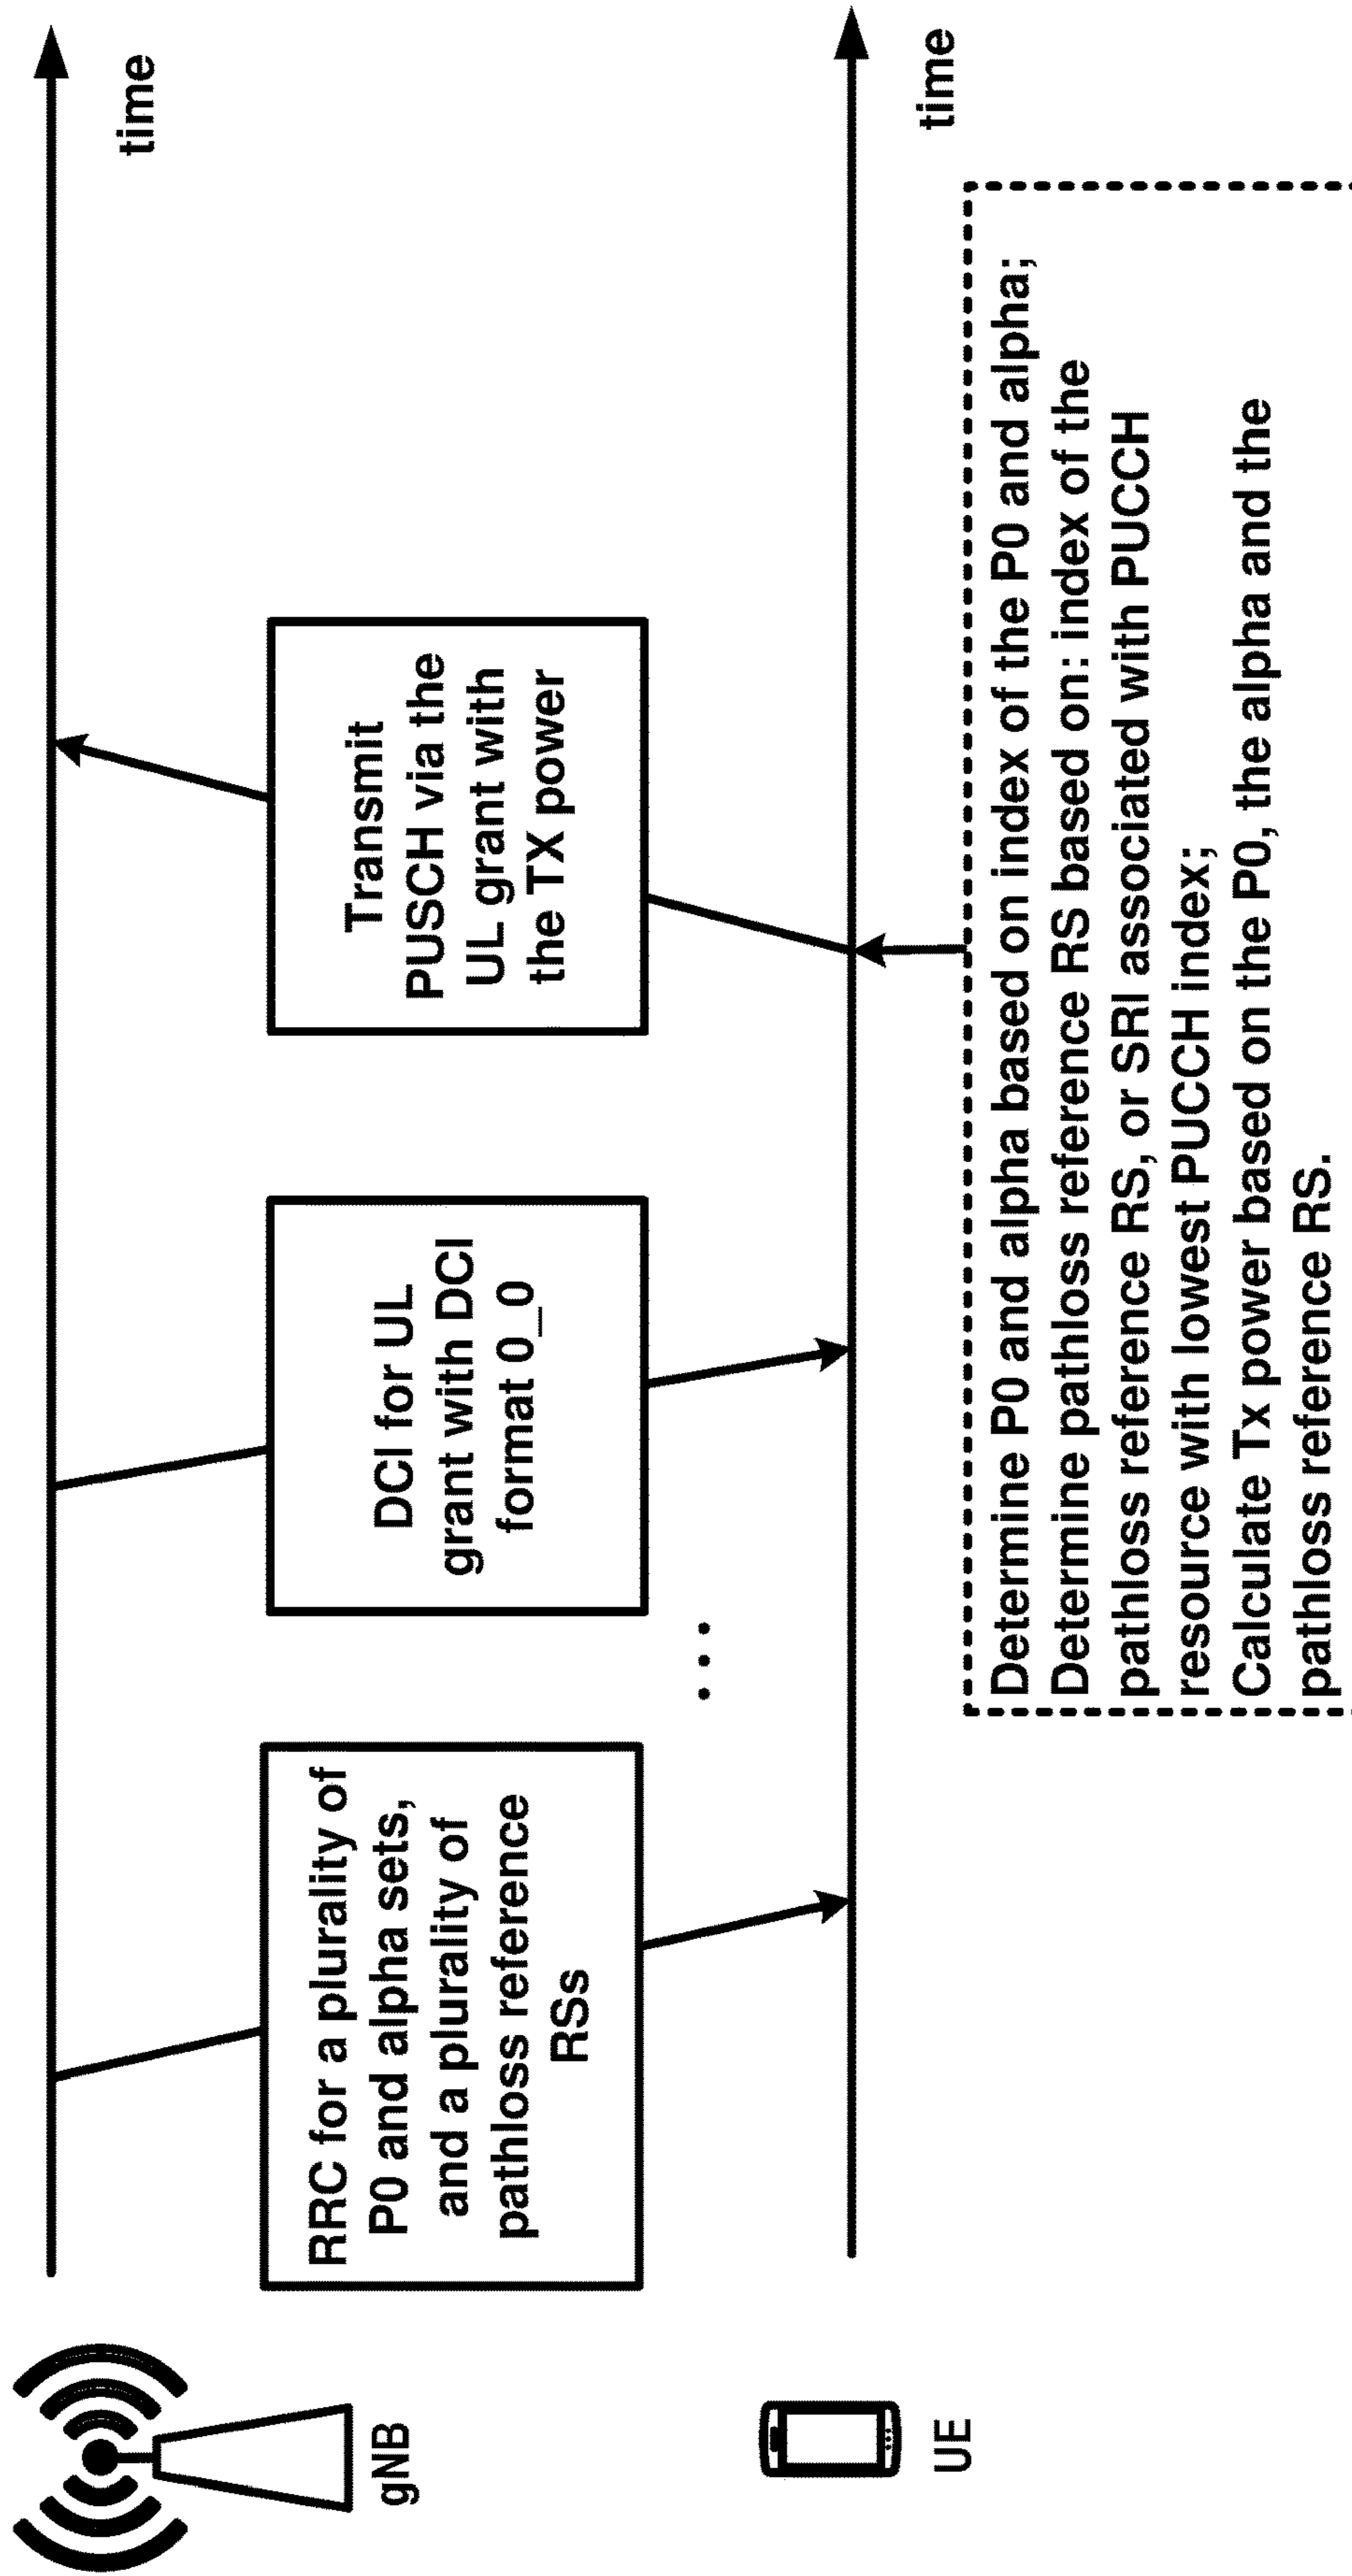 gNB
time
RRC for a plurality of
P0 and alpha sets,
and a plurality of
pathloss reference
RSs
...
DCI for UL
grant with DCI
format 0_0
Transmit
PUSCH via the
UL grant with
the TX power
UE
time
Determine P0 and alpha based on index of the P0 and alpha;
Determine pathloss reference RS based on: index of the
pathloss reference RS, or SRI associated with PUCCH
resource with lowest PUCCH index;
Calculate Tx power based on the P0, the alpha and the
pathloss reference RS.